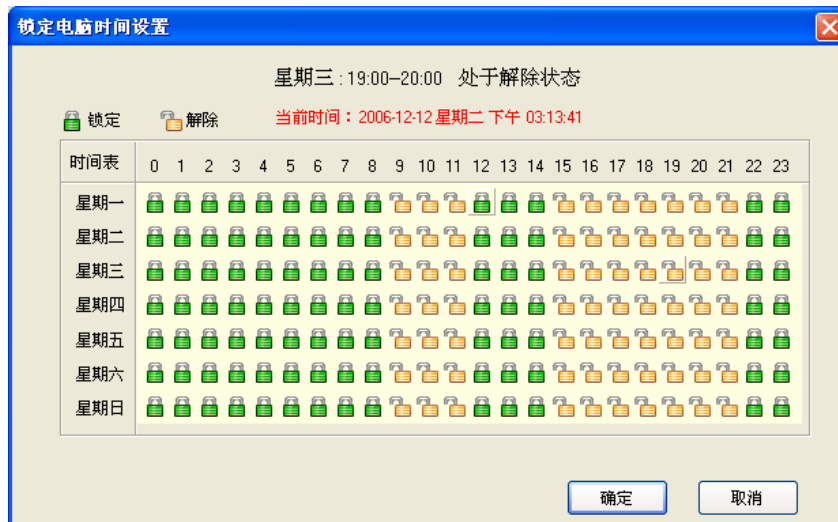 锁定电脑时间设置
星期三:19:00–20:00 处于解除状态
锁定 解除 当前时间：2006-12-12 星期二 下午 03:13:41
时间表 0 1 2 3 4 5 6 7 8 9 10 11 12 13 14 15 16 17 18 19 20 21 22 23
星期一
星期二
星期三
星期四
星期五
星期六
星期日
确定 取消